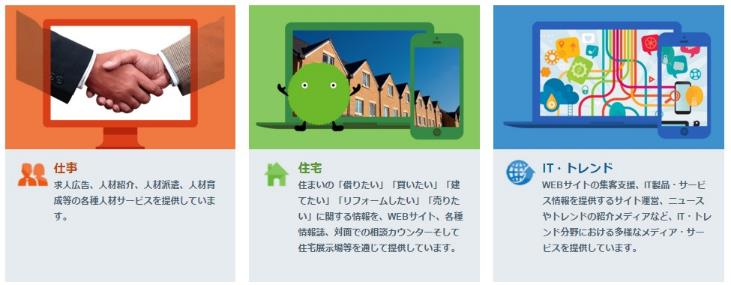 仕事
求人広告、人材紹介、人材派遣、人材育
成等の各種人材サービスを提供していま
す。
住宅
住まいの「借りたい」「買いたい」「建
てたい」「リフォームしたい」「売りた
い」に関する情報を、WEBサイト、各種
情報誌、対面での相談カウンターそして
住宅展示場等を通じて提供しています。
IT・トレンド
WEBサイトの集客支援、IT製品・サービ
ス情報を提供するサイト運営、ニュース
やトレンドの紹介メディアなど、IT・トレ
ンド分野における多様なメディア・サー
ビスを提供しています。